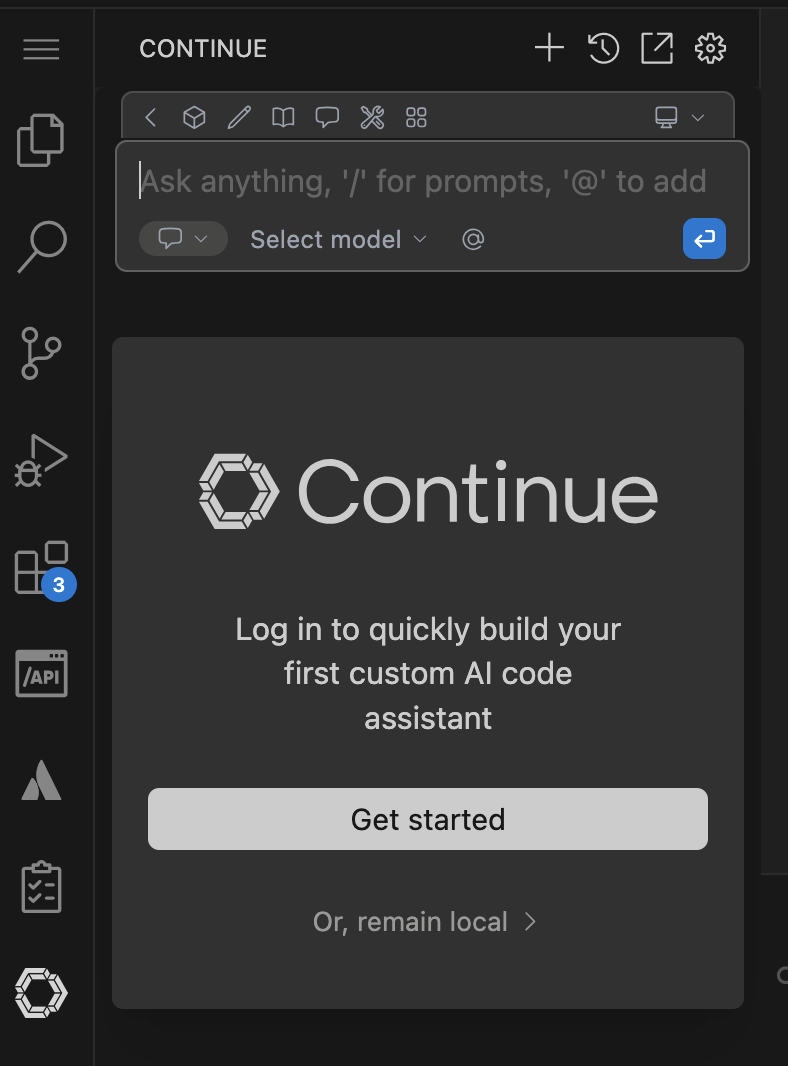 CONTINUE
Ask anything, '/' for prompts, '@' to add
Select model
@
3
/API
Continue
Log in to quickly build your
first custom AI code
assistant
Get started
Or, remain local